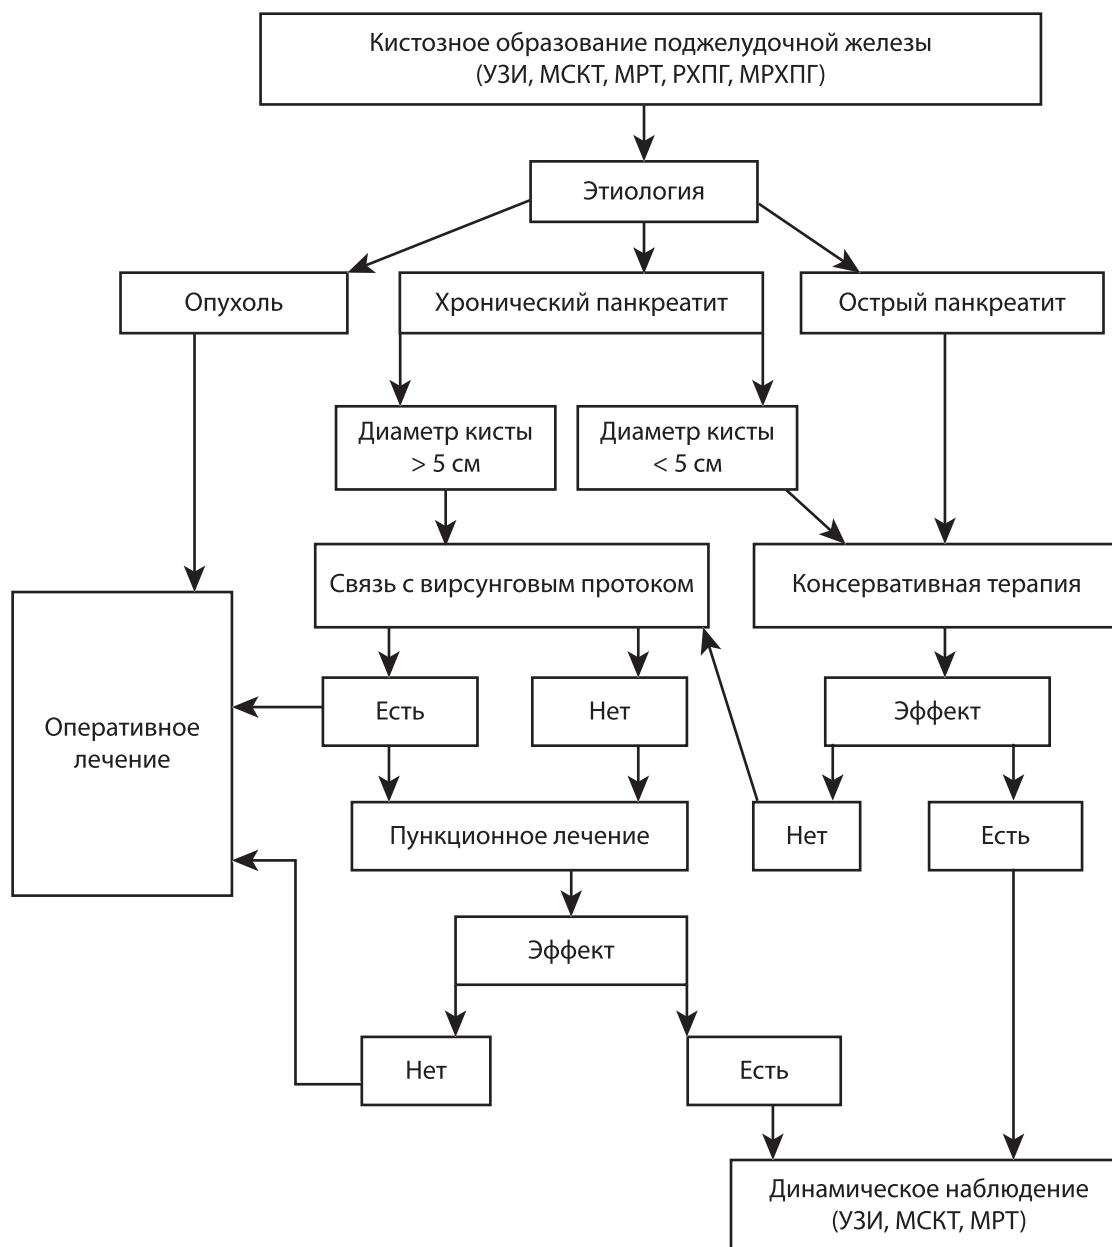 Кистозное образование поджелудочной железы
(УЗИ, МСКТ, МРТ, РХПГ, МРХПГ)
Этиология
Опухоль
Хронический панкреатит
Острый панкреатит
Диаметр кисты
> 5 см
Диаметр кисты
< 5 см
Связь с вирсунговым протоком
Консервативная терапия
Оперативное
лечение
Есть
Нет
Эффект
Пункционное лечение
Нет
Есть
Эффект
Нет
Есть
Динамическое наблюдение
(УЗИ, МСКТ, МРТ)